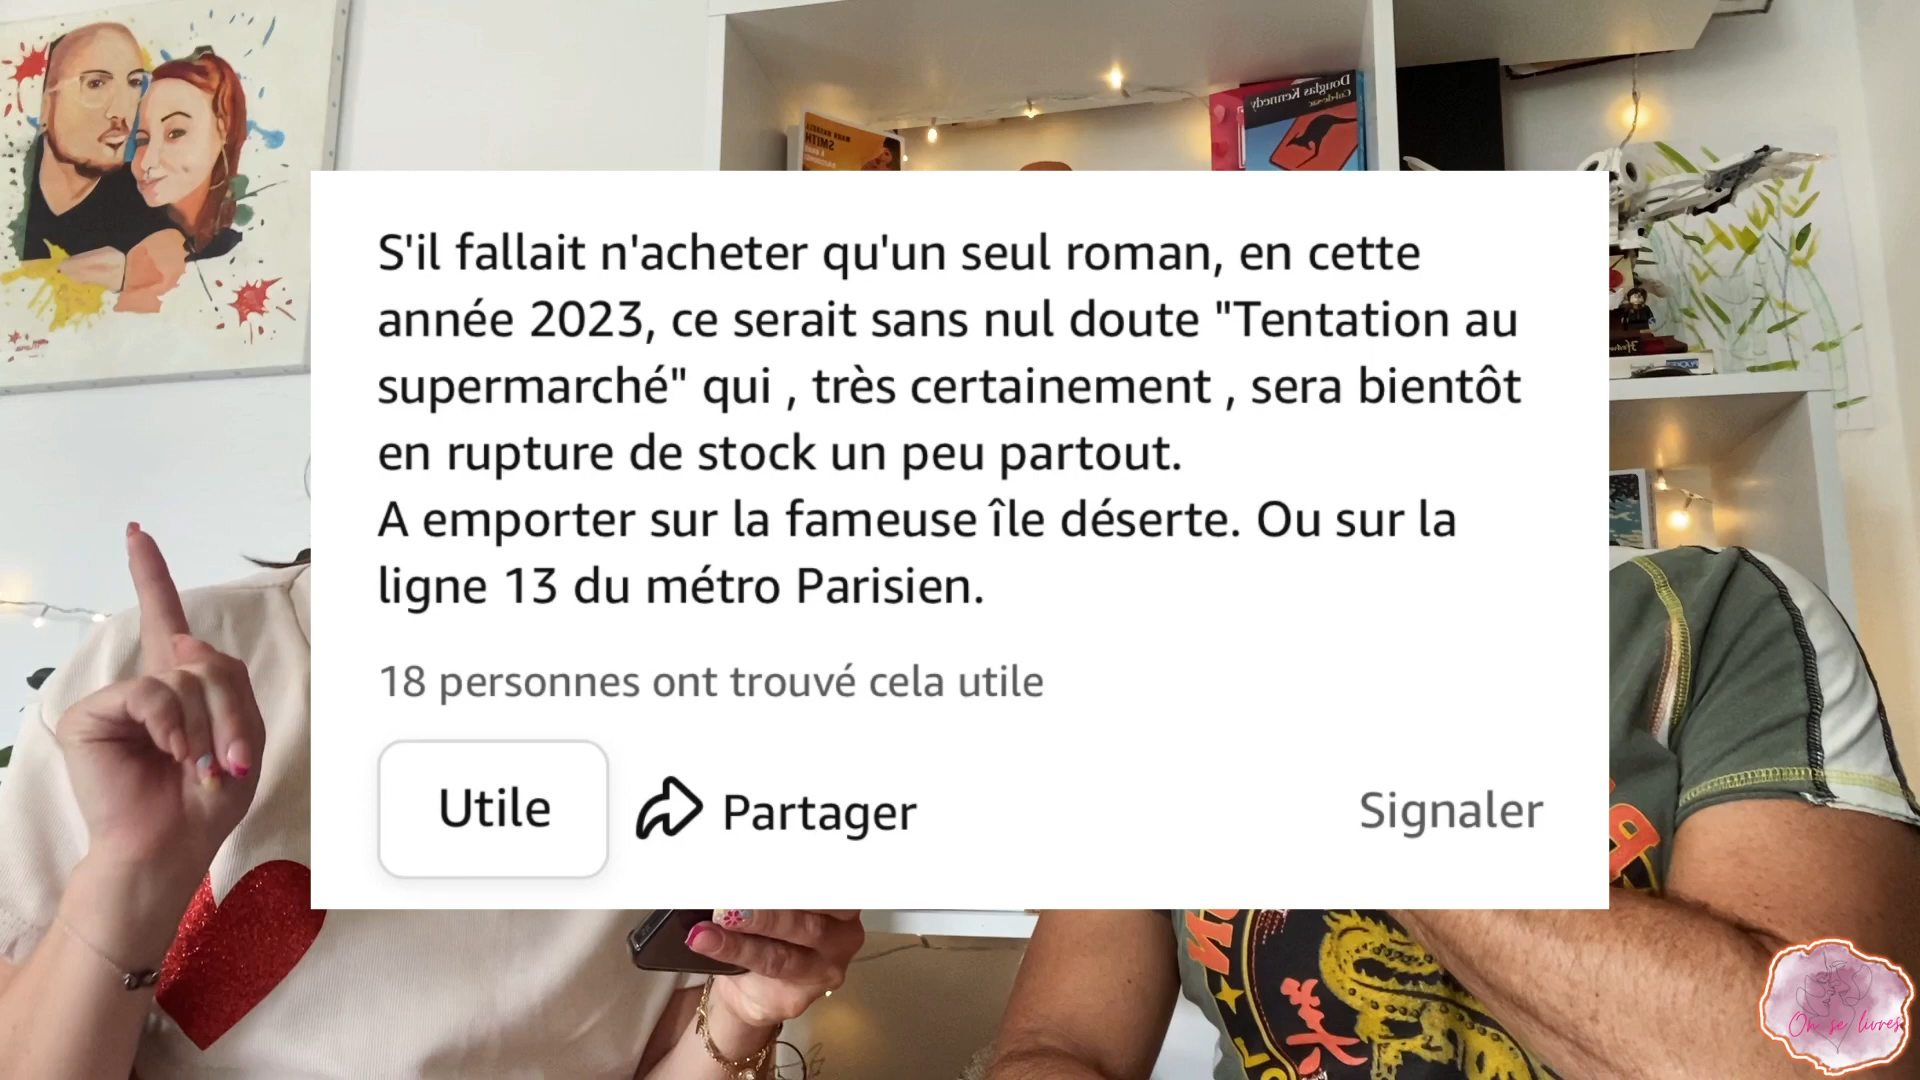 Douglas Kennedy
Cul-de-sac
SMITH
S'il fallait n'acheter qu'un seul roman, en cette
année 2023, ce serait sans nul doute "Tentation au
supermarché" qui , très certainement , sera bientôt
en rupture de stock un peu partout.
A emporter sur la fameuse île déserte. Ou sur la
ligne 13 du métro Parisien.
18 personnes ont trouvé cela utile
Utile
Partager
Signaler
On se livres